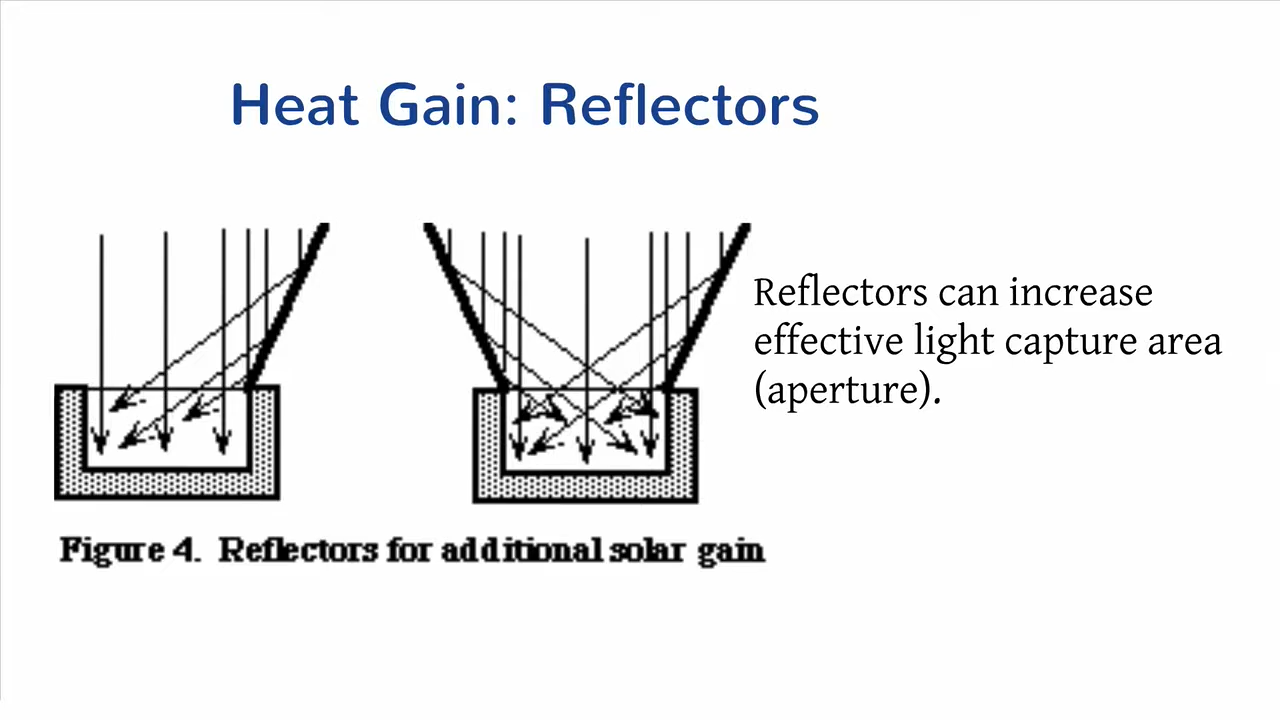 Heat Gain: Reflectors
Reflectors can increase
effective light capture area
(aperture).
Figure 4. Reflectors for additional solar gain